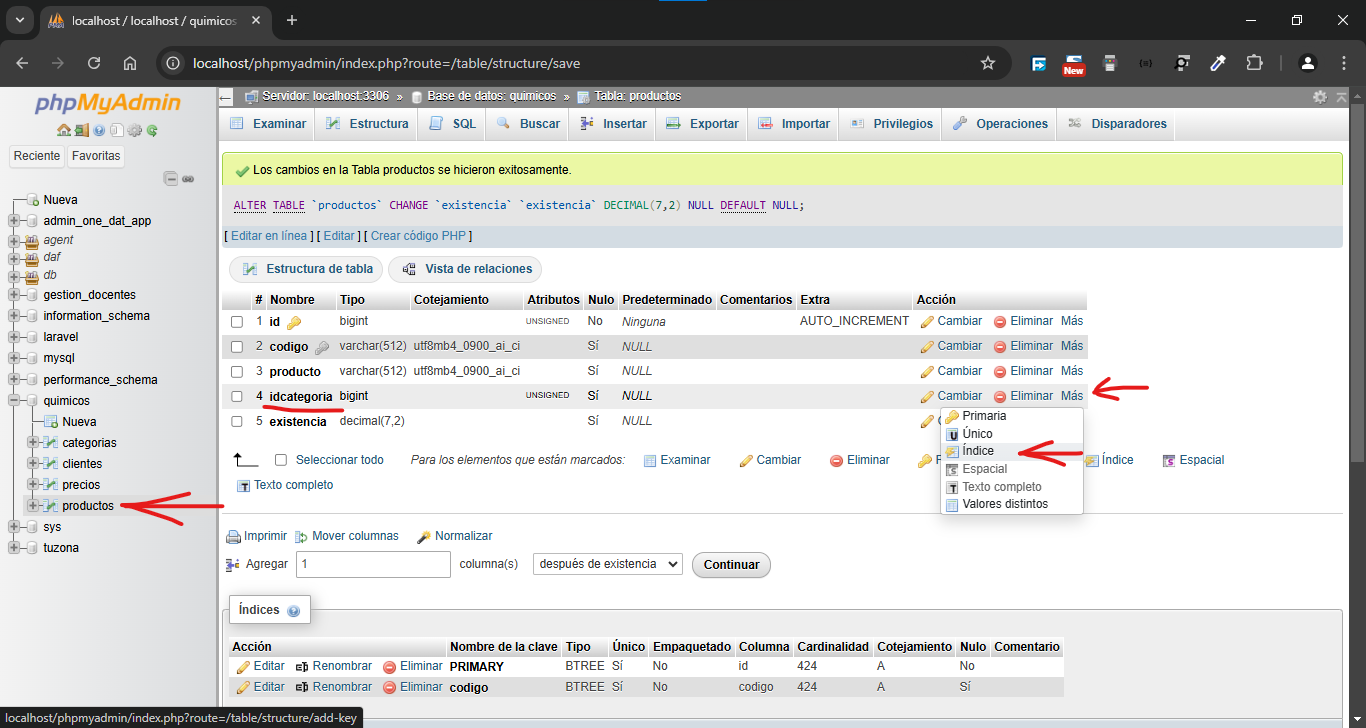 localhost / localhost / quimicos
localhost/phpmyadmin/index.php?route=/table/structure/save
New
phpMyAdmin
Reciente Favoritas
Nueva
admin_one_dat_app
agent
daf
db
gestion_docentes
information_schema
laravel
mysql
performance_schema
quimicos
Nueva
categorias
clientes
precios
productos
sys
tuzona
Servidor: localhost:3306 » Base de datos: quimicos » Tabla: productos
Examinar Estructura SQL Buscar Insertar Exportar Importar Privilegios Operaciones Disparadores
Los cambios en la Tabla productos se hicieron exitosamente.
ALTER TABLE `productos` CHANGE `existencia` `existencia` DECIMAL(7,2) NULL DEFAULT NULL;
[ Editar en línea ] [ Editar ] [ Crear código PHP ]
Estructura de tabla Vista de relaciones
# Nombre Tipo Cotejamiento Atributos Nulo Predeterminado Comentarios Extra Acción
1 id bigint UNSIGNED No Ninguna AUTO_INCREMENT Cambiar Eliminar Más
2 codigo varchar(512) utf8mb4_0900_ai_ci Sí NULL Cambiar Eliminar Más
3 producto varchar(512) utf8mb4_0900_ai_ci Sí NULL Cambiar Eliminar Más
4 idcategoria bigint UNSIGNED Sí NULL Cambiar Eliminar Más
5 existencia decimal(7,2) Sí NULL
Primaria
Único
Índice
Espacial
Texto completo
Valores distintos
Seleccionar todo Para los elementos que están marcados: Examinar Cambiar Eliminar Índice Espacial
Texto completo
Imprimir Mover columnas Normalizar
Agregar 1 columna(s) después de existencia Continuar
Índices
Acción Nombre de la clave Tipo Único Empaquetado Columna Cardinalidad Cotejamiento Nulo Comentario
Editar Renombrar Eliminar PRIMARY BTREE Sí No id 424 A No
Editar Renombrar Eliminar codigo BTREE Sí No codigo 424 A Sí
localhost/phpmyadmin/index.php?route=/table/structure/add-key